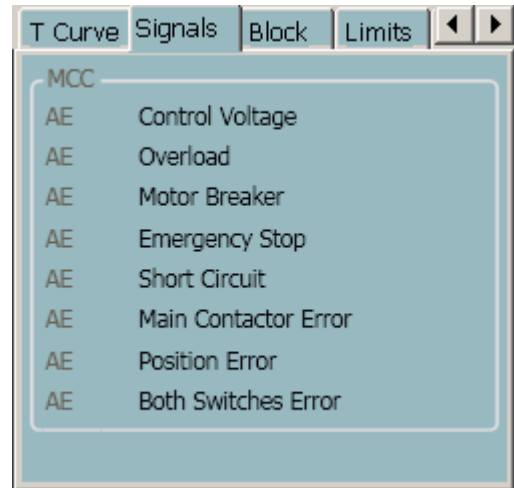 T Curve Signals Block Limits
MCC
AE Control Voltage
AE Overload
AE Motor Breaker
AE Emergency Stop
AE Short Circuit
AE Main Contactor Error
AE Position Error
AE Both Switches Error